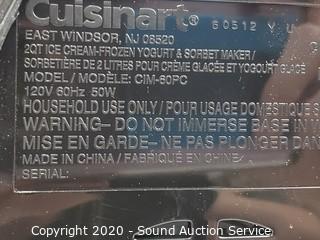 Cuisinart® 60512 Y U
EAST WINDSOR, NJ 08520
2QT ICE CREAM-FROZEN YOGURT & SORBET MAKER /
SORBETIÈRE DE 2 LITRES POUR CRÈME GLACÉE ET YOGOURT GLACÉ
MODEL / MODÈLE: CIM-60PC
120V 60Hz 50W
HOUSEHOLD USE ONLY / POUR USAGE DOMESTIQUE S
WARNING- DO NOT IMMERSE BASE IN
MISE EN GARDE- NE PAS PLONGER DAN
MADE IN CHINA / FABRIQUÉ EN CHINE
SERIAL:
Copyright 2020 - Sound Auction Service